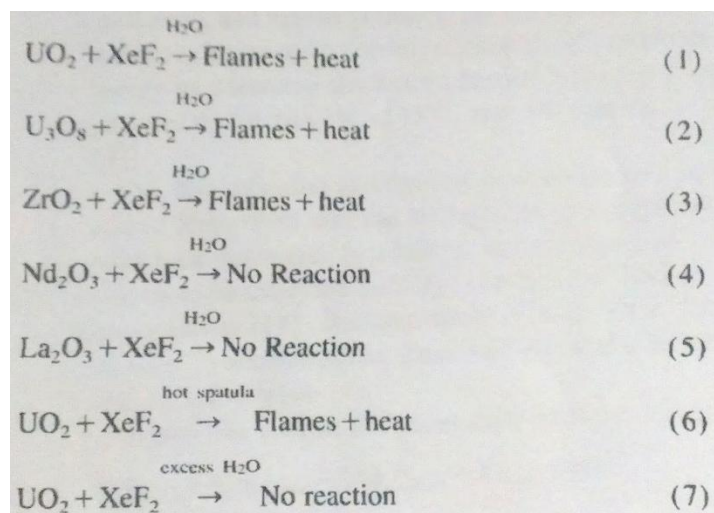 H₂O
UO₂ + XeF₂ → Flames + heat (1)
H₂O
U₃O₈ + XeF₂ → Flames + heat (2)
H₂O
ZrO₂ + XeF₂ → Flames + heat (3)
H₂O
Nd₂O₃ + XeF₂ → No Reaction (4)
H₂O
La₂O₃ + XeF₂ → No Reaction (5)
hot spatula
UO₂ + XeF₂ → Flames + heat (6)
excess H₂O
UO₂ + XeF₂ → No reaction (7)